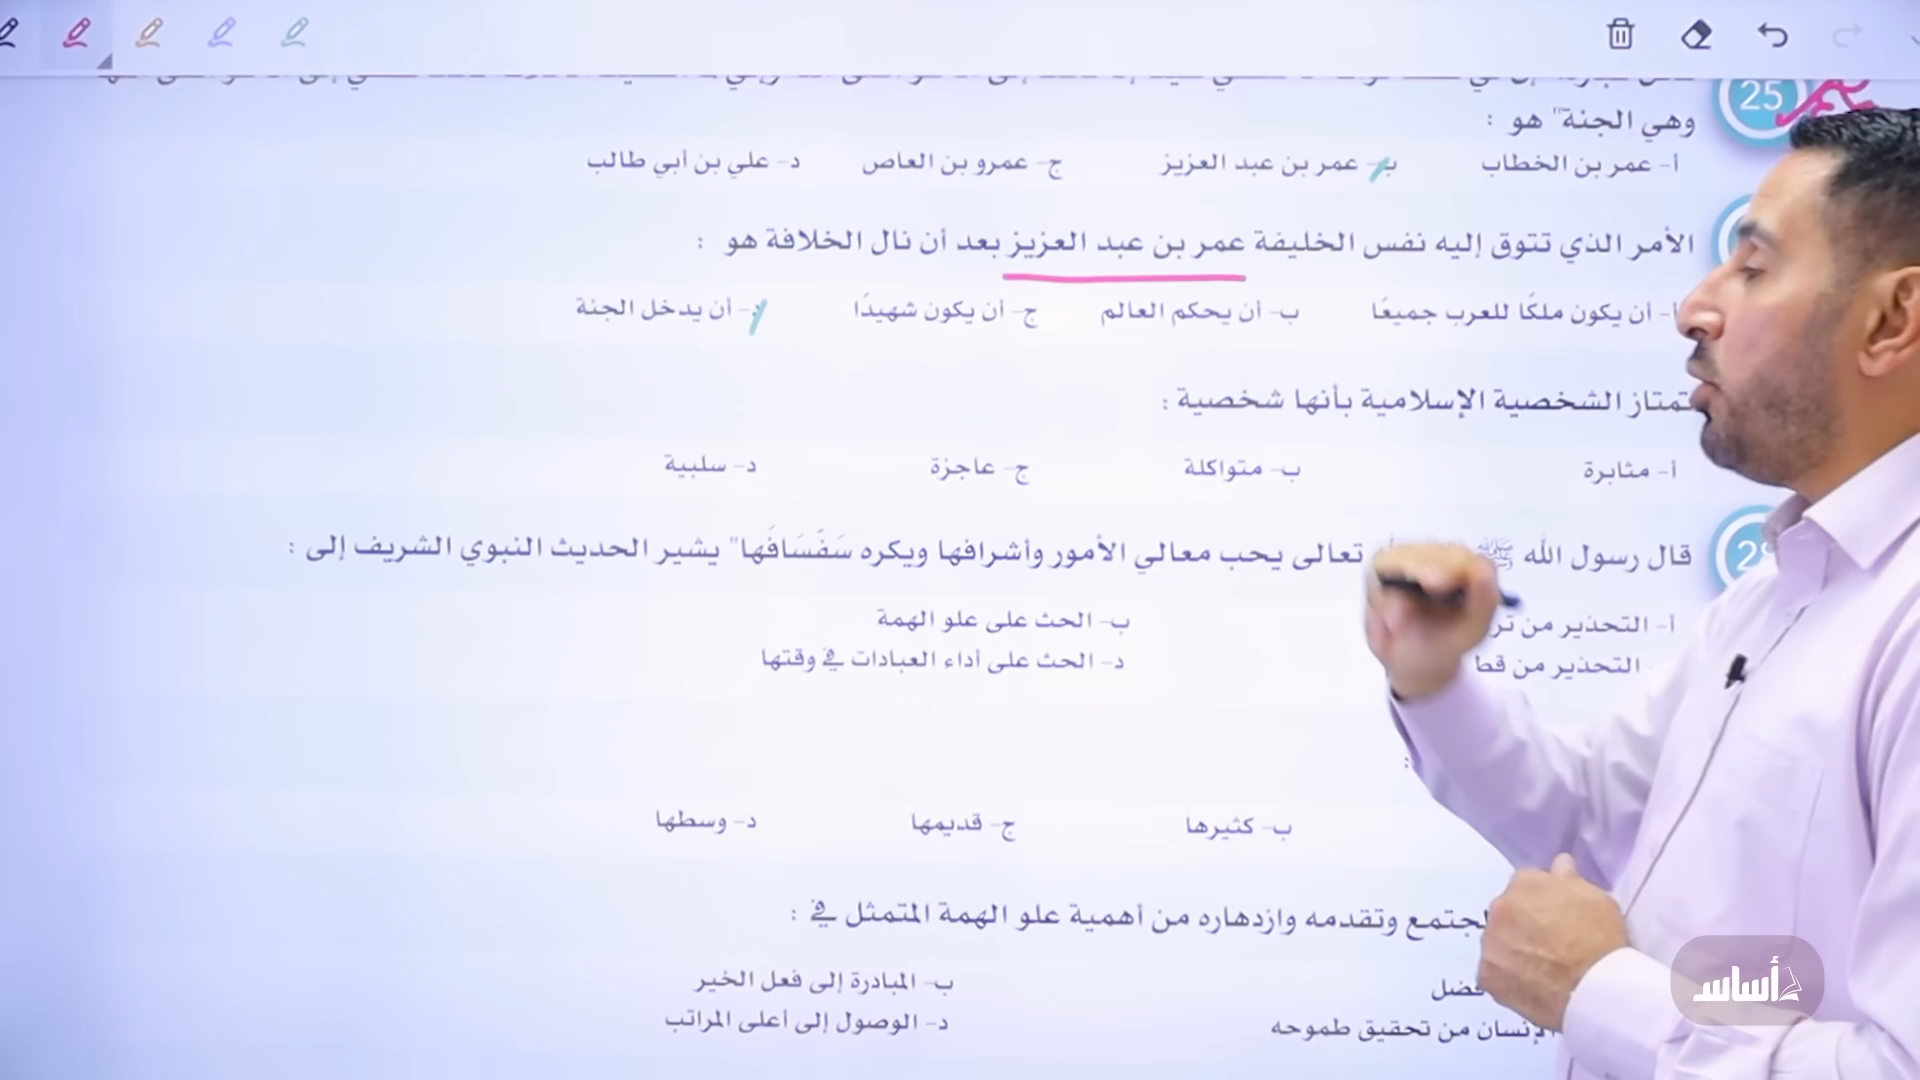 25
وهي الجنة" هو :
أ- عمر بن الخطاب ب- عمر بن عبد العزيز ج- عمرو بن العاص د- علي بن أبي طالب
الأمر الذي تتوق إليه نفس الخليفة عمر بن عبد العزيز بعد أن نال الخلافة هو :
أ- أن يكون ملكًا للعرب جميعًا ب- أن يحكم العالم ج- أن يكون شهيدًا د- أن يدخل الجنة
تمتاز الشخصية الإسلامية بأنها شخصية :
أ- مثابرة ب- متواكلة ج- عاجزة د- سلبية
قال رسول الله ﷺ تعالى يحب معالي الأمور وأشرافها ويكره سَفْسَافَها" يشير الحديث النبوي الشريف إلى :
أ- التحذير من ب- الحث على علو الهمة
التحذير من د- الحث على أداء العبادات في وقتها
:
ب- كثيرها ج- قديمها د- وسطها
وتقدمه وازدهاره من أهمية علو الهمة المتمثل في :
ب- المبادرة إلى فعل الخير
الإنسان من تحقيق طموحه د- الوصول إلى أعلى المراتب
أساس